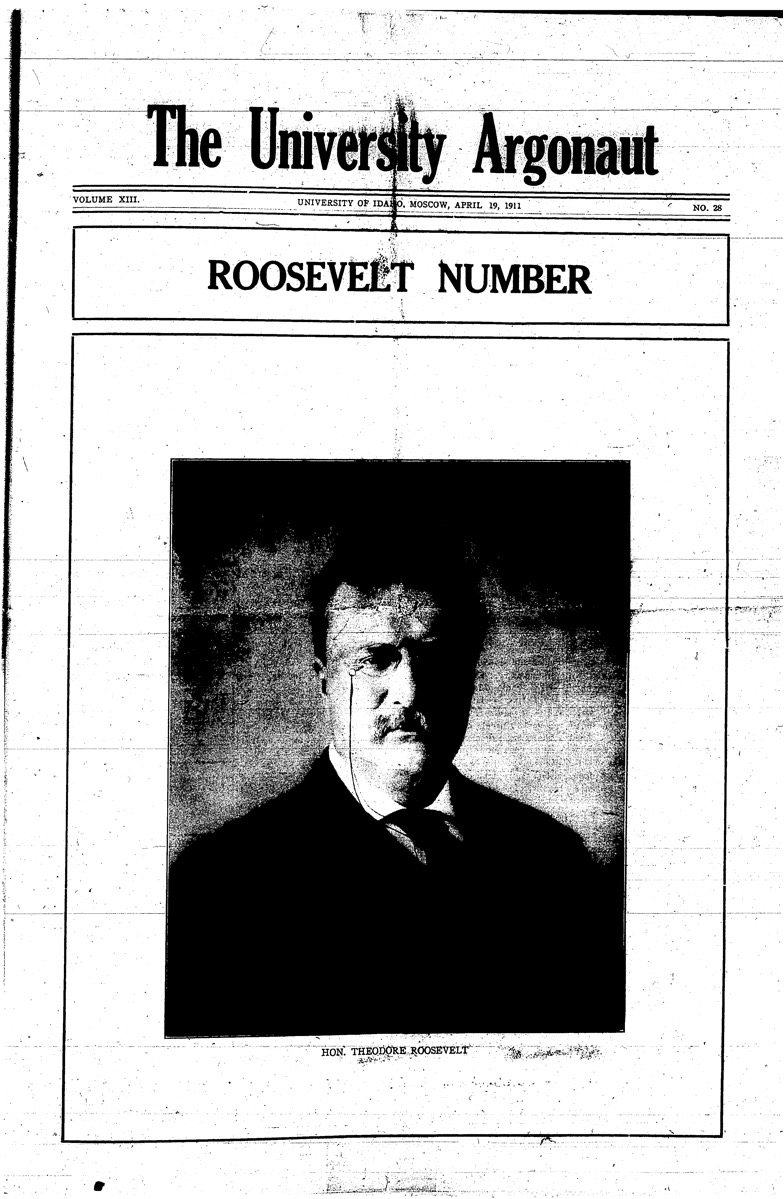 The University Argonaut
VOLUME XIII. UNIVERSITY OF IDAHO, MOSCOW, APRIL 19, 1911 NO. 28
ROOSEVELT NUMBER
HON. THEODORE ROOSEVELT